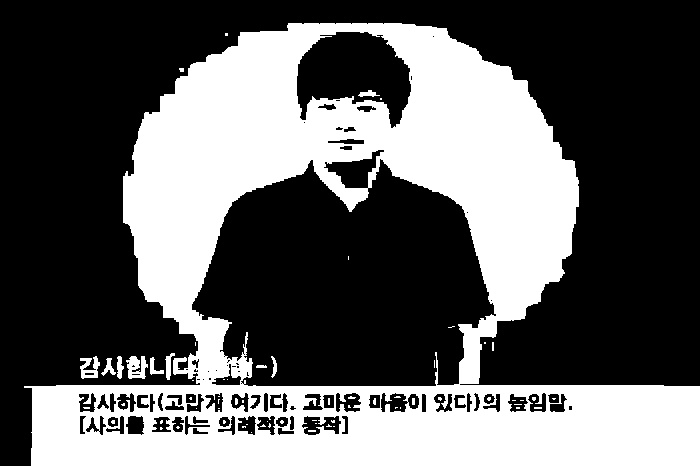 감사합니다 -)
감사하다(고맙게 여기다. 고마운 마음이 있다)의 높임말.
[사의를 표하는 의례적인 동작]